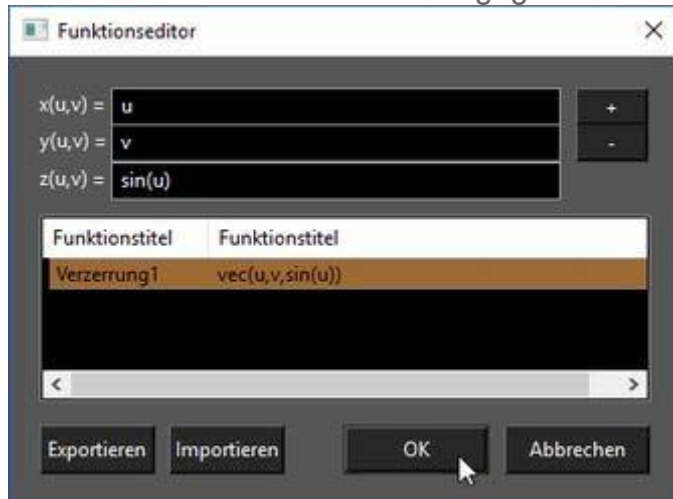 Funktionseditor
x(u,v) = u
+
y(u,v) = v
-
z(u,v) = sin(u)
Funktionstitel Funktionstitel
Verzerrung1 vec(u,v,sin(u))
Exportieren Importieren OK Abbrechen